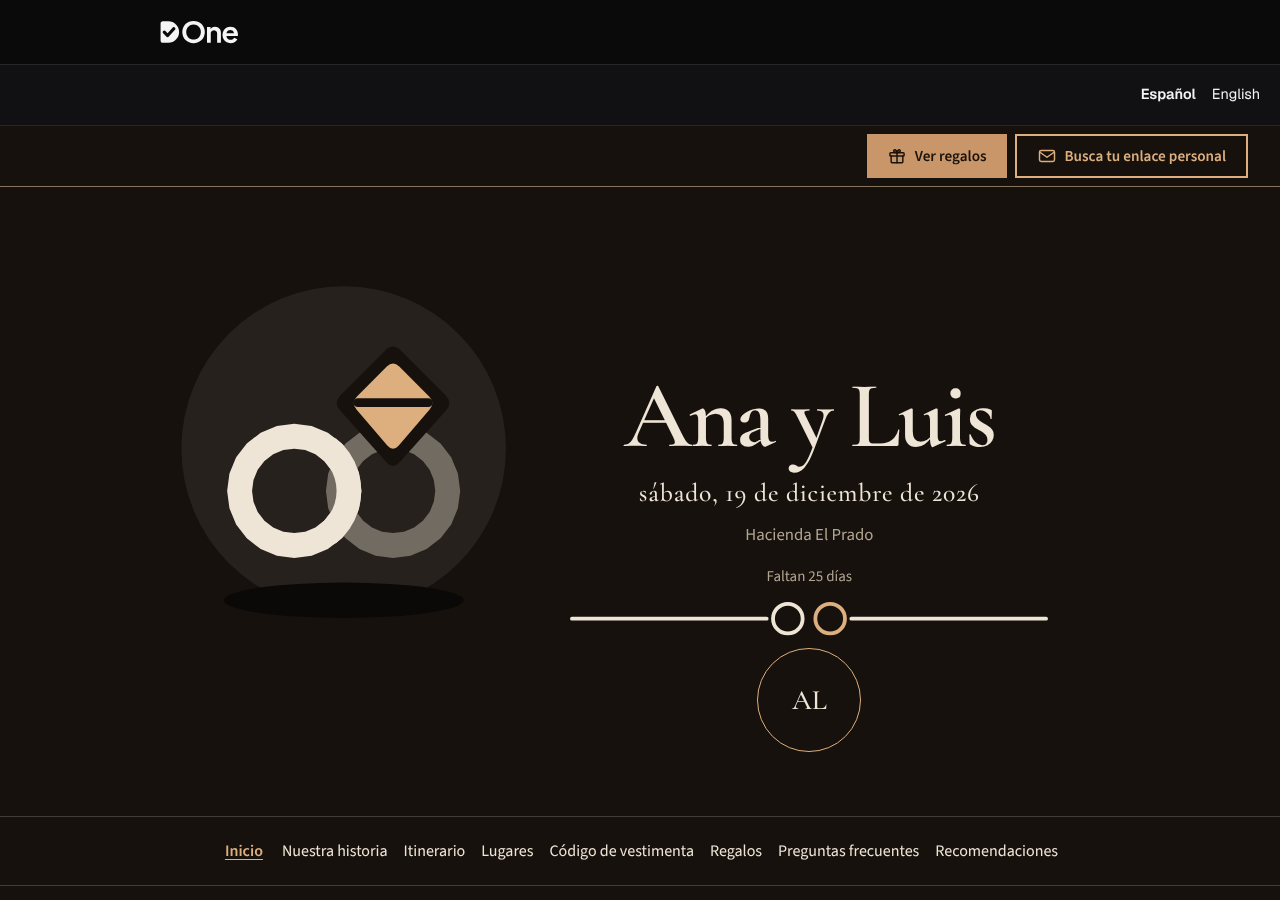 One
Español English
Ver regalos Busca tu enlace personal
Ana y Luis
sábado, 19 de diciembre de 2026
Hacienda El Prado
Faltan 25 días
AL
Inicio Nuestra historia Itinerario Lugares Código de vestimenta Regalos Preguntas frecuentes Recomendaciones